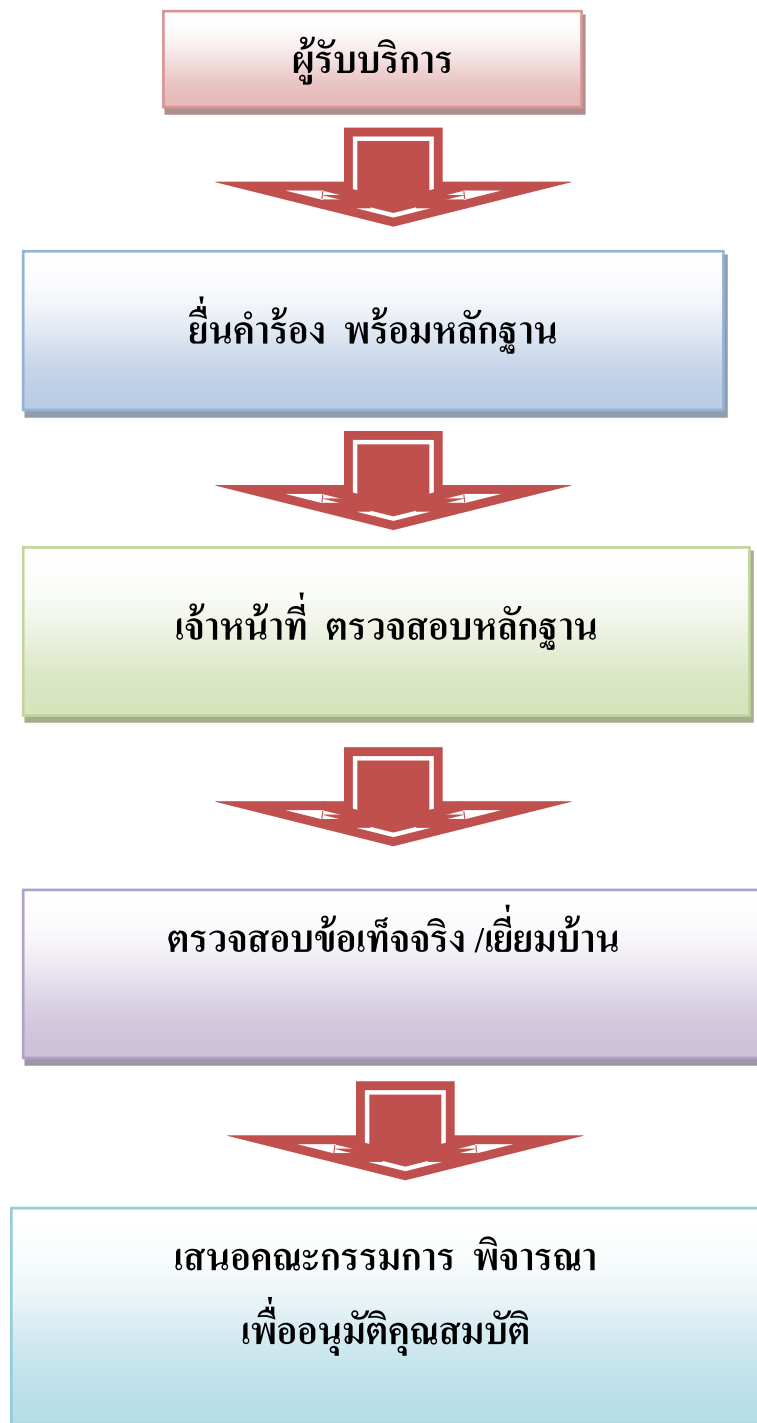 ผู้รับบริการ
ยื่นคำร้อง พร้อมหลักฐาน
เจ้าหน้าที่ ตรวจสอบหลักฐาน
ตรวจสอบข้อเท็จจริง /เยี่ยมบ้าน
เสนอคณะกรรมการ พิจารณา
เพื่ออนุมัติคุณสมบัติ